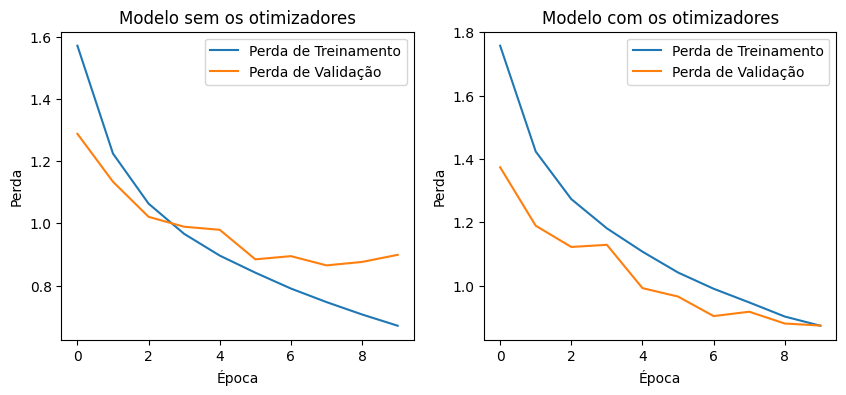 Modelo sem os otimizadores
Perda de Treinamento
Perda de Validação
1.6
1.4
1.2
1.0
0.8
Perda
0
2
4
6
8
Época
Modelo com os otimizadores
Perda de Treinamento
Perda de Validação
1.8
1.6
1.4
1.2
1.0
Perda
0
2
4
6
8
Época